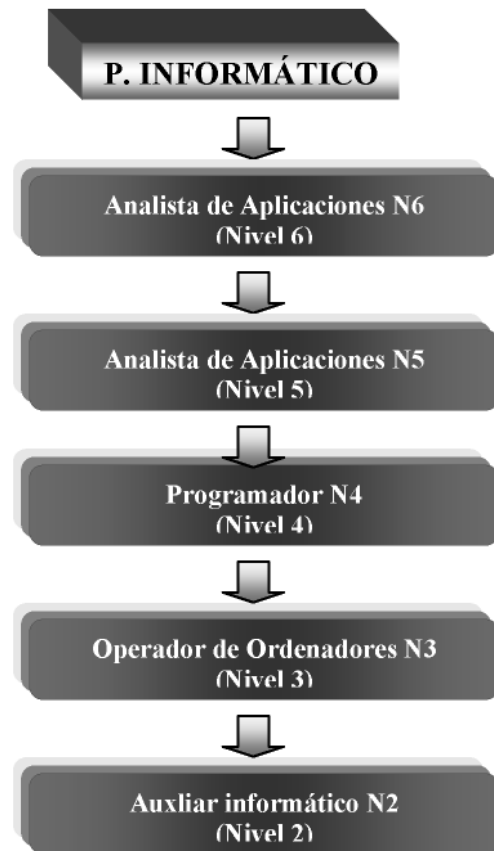 P. INFORMÁTICO
Analista de Aplicaciones N6
(Nivel 6)
Analista de Aplicaciones N5
(Nivel 5)
Programador N4
(Nivel 4)
Operador de Ordenadores N3
(Nivel 3)
Auxliar informático N2
(Nivel 2)